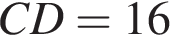 CD = 16